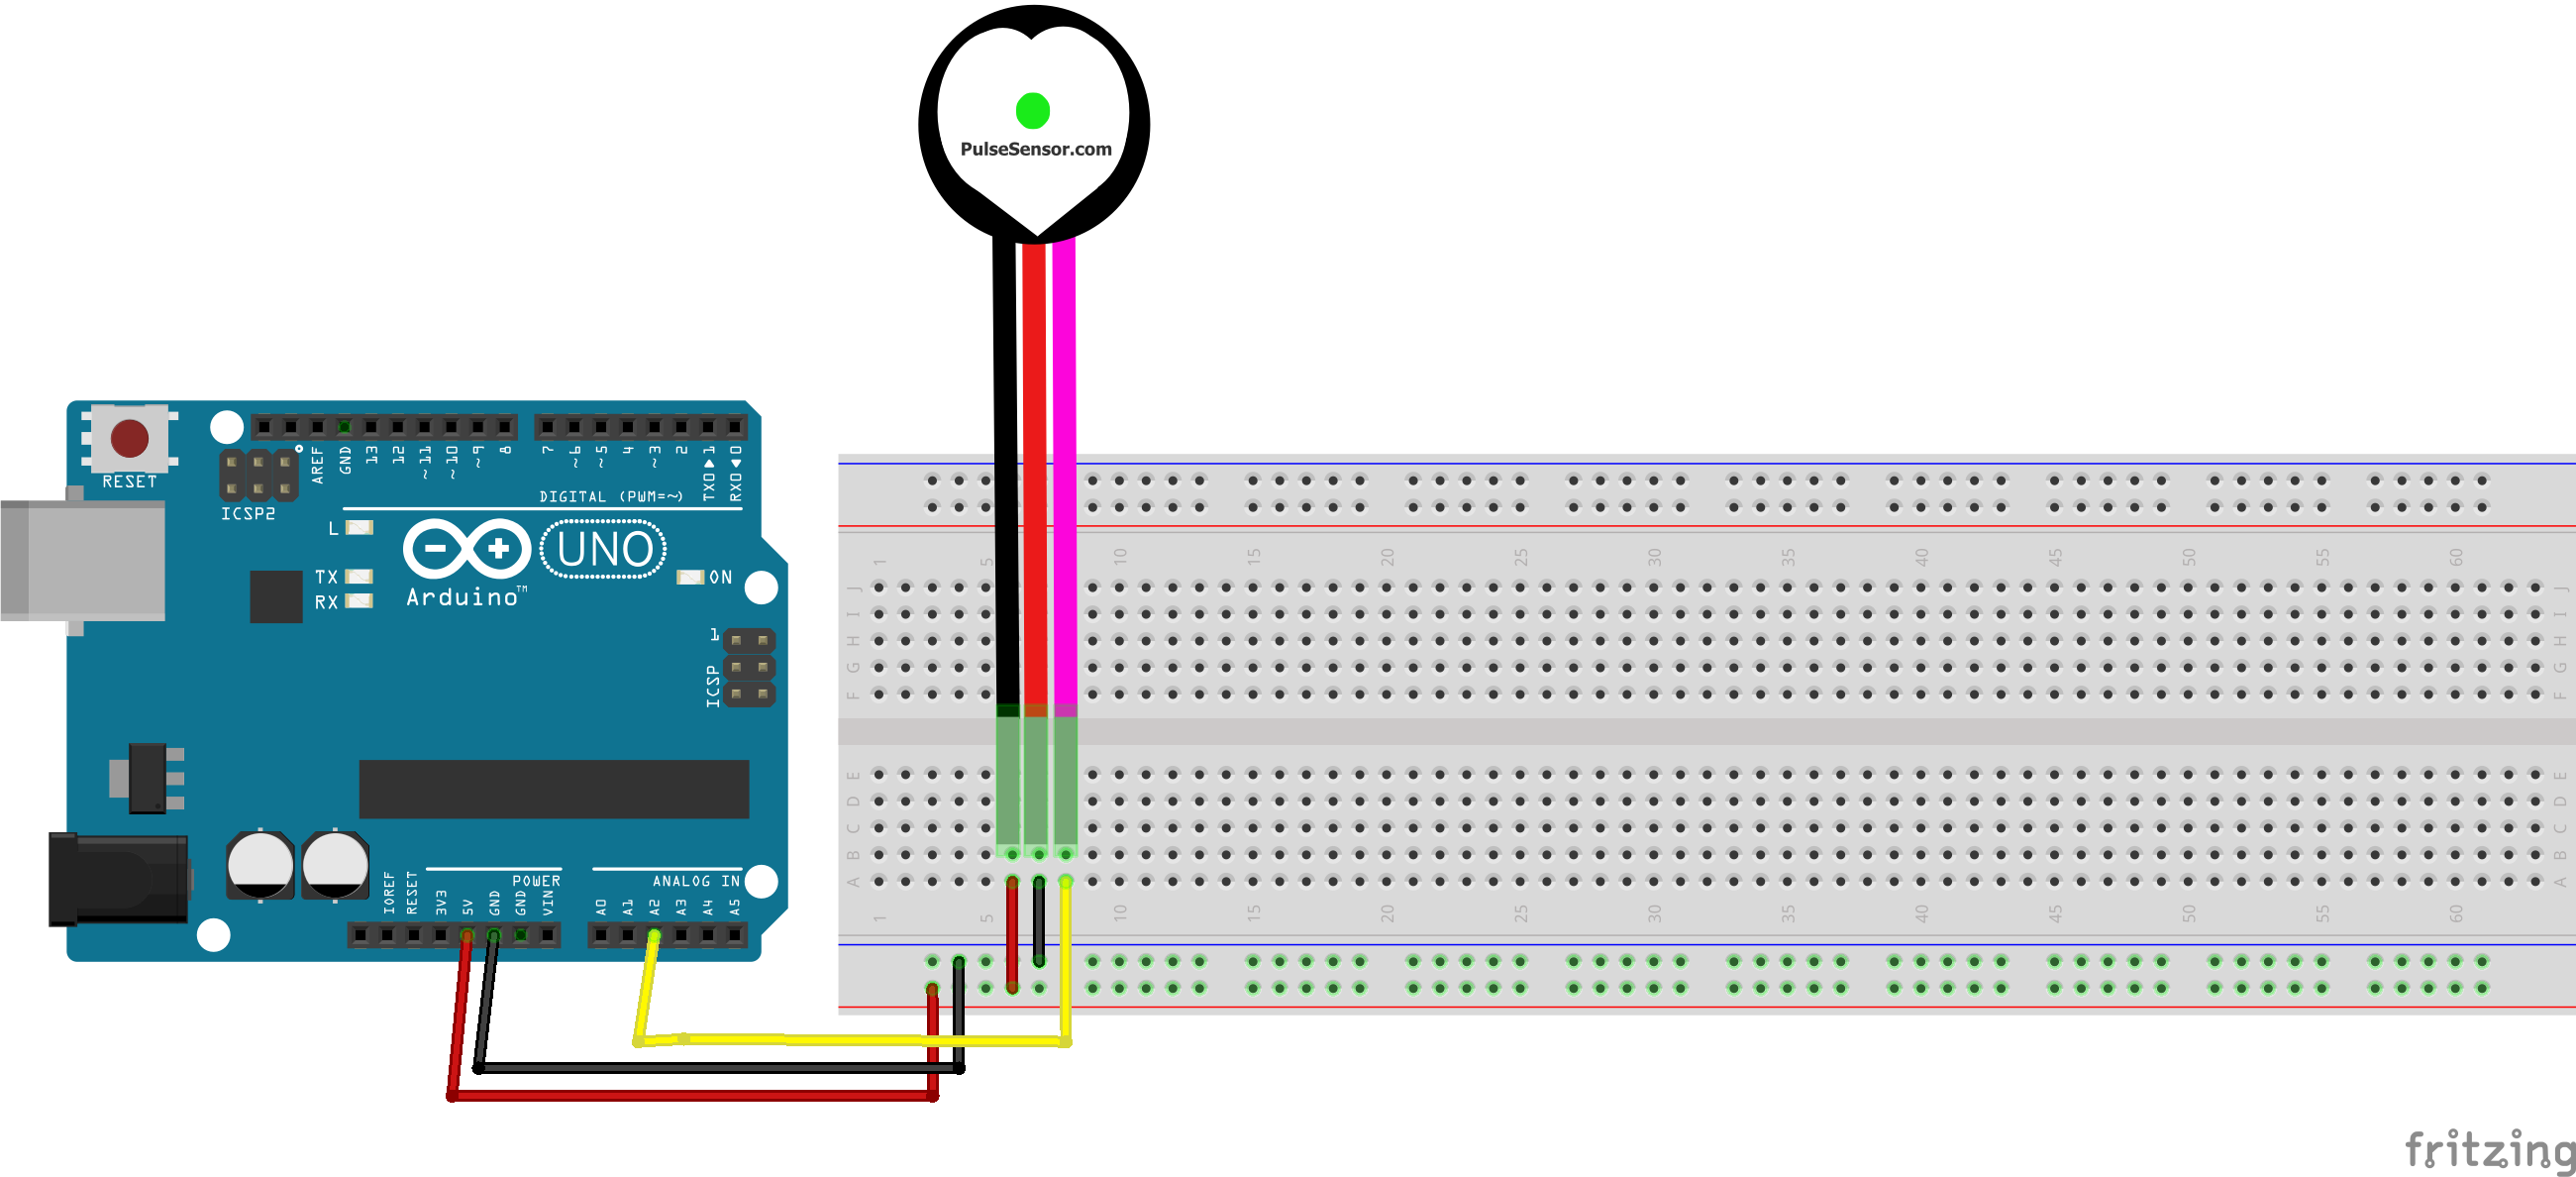 PulseSensor.com
RESET
ICSP2
AREF
GND
13
12
~11
~10
~9
8
7
~6
~5
4
~3
2
TX0▶1
RX0◀0
DIGITAL (PWM=~)
L
TX
RX
UNO
Arduino™
ON
1
ICSP
POWER
ANALOG IN
IOREF
RESET
3V3
5V
GND
GND
VIN
A0
A1
A2
A3
A4
A5
1 5 10 15 20 25 30 35 40 45 50 55 60
J J
I I
H H
G G
F F
E E
D D
C C
B B
A A
1 5 10 15 20 25 30 35 40 45 50 55 60
fritzing